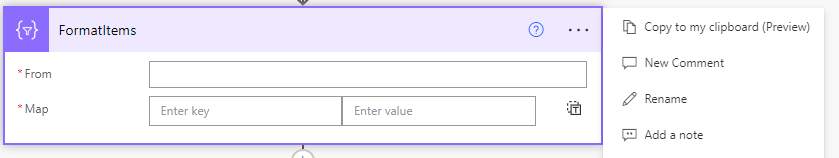 FormatItems
* From
* Map
Enter key
Enter value
Copy to my clipboard (Preview)
New Comment
Rename
Add a note